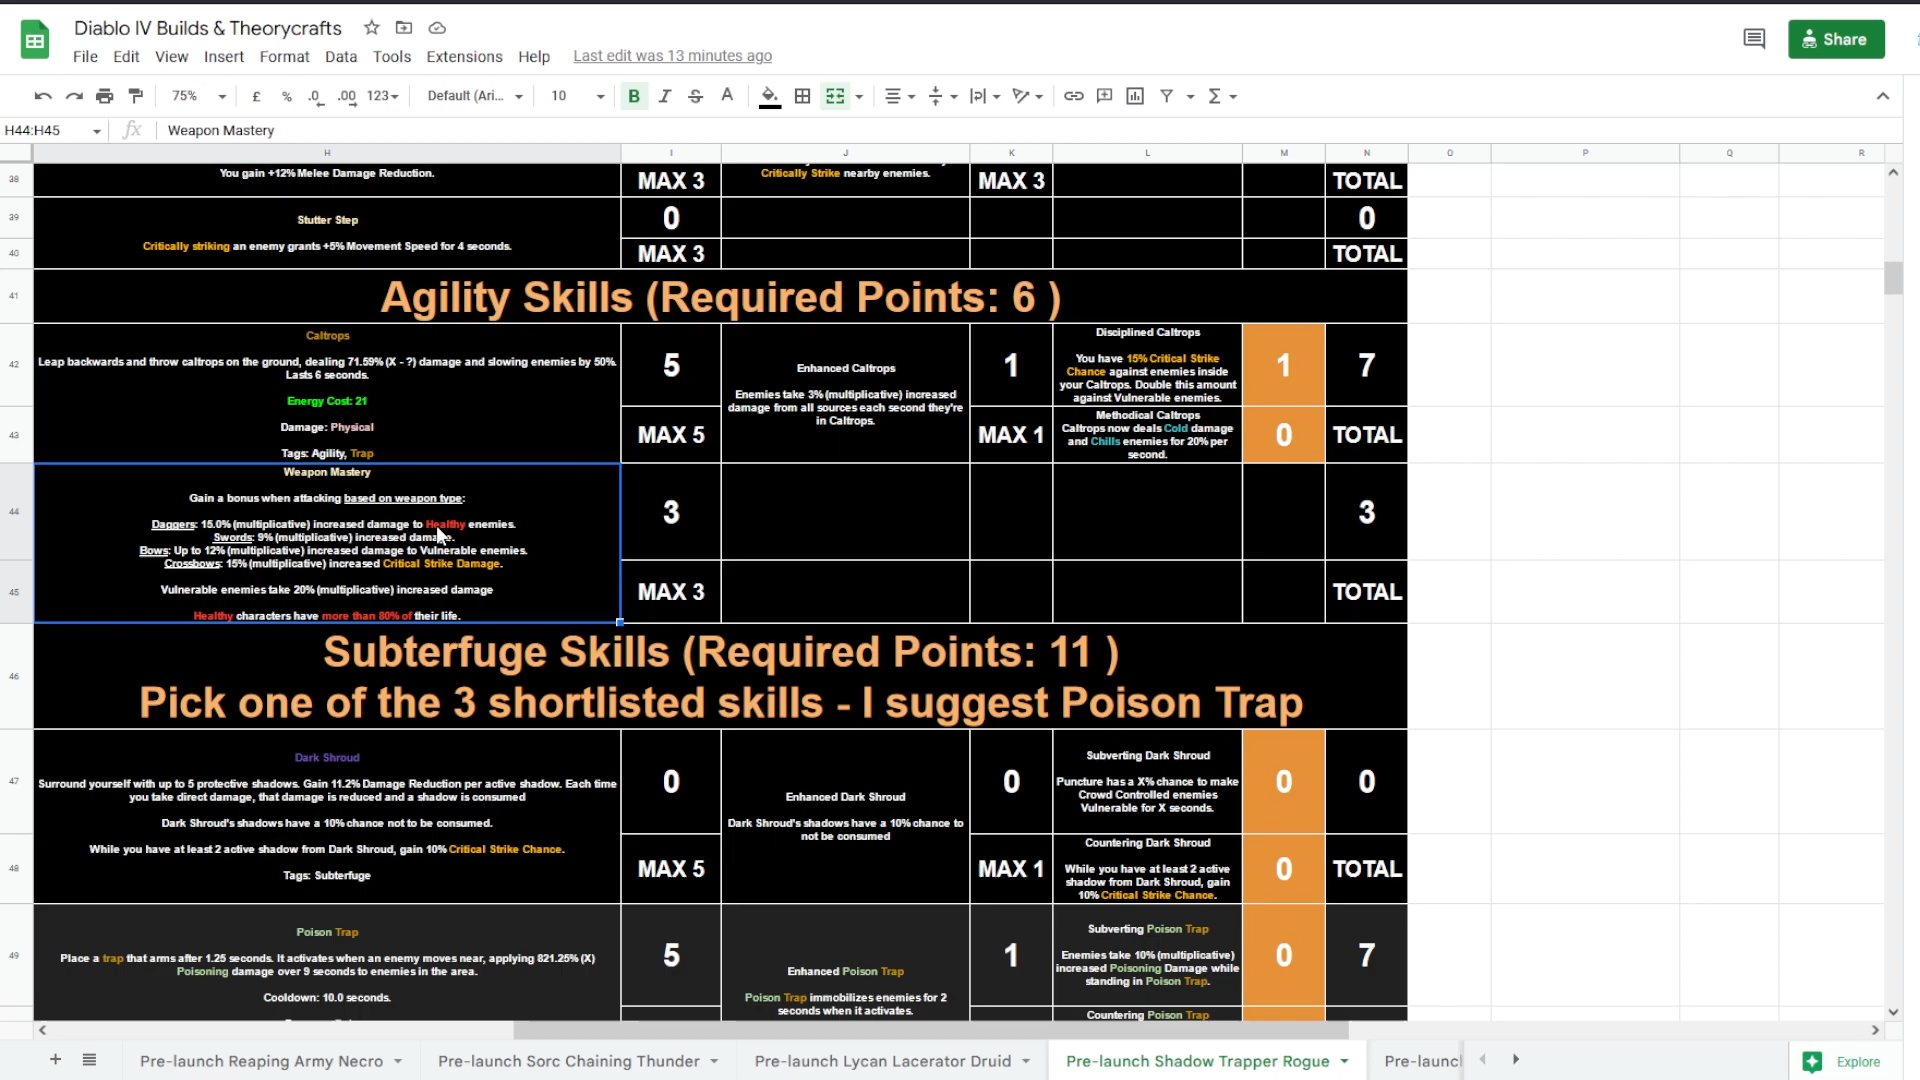 Diablo IV Builds & Theorycrafts
File Edit View Insert Format Data Tools Extensions Help Last edit was 13 minutes ago
Share
75% £ % .0 .00 123 Default (Ari... 10 B I S A
H44:H45 fx Weapon Mastery
H I J K L M N O P Q R
38 You gain +12% Melee Damage Reduction. MAX 3 Critically Strike nearby enemies. MAX 3 TOTAL
39 Stutter Step 0 0
Critically striking an enemy grants +5% Movement Speed for 4 seconds.
40 MAX 3 TOTAL
41 Agility Skills (Required Points: 6 )
42 Caltrops
Leap backwards and throw caltrops on the ground, dealing 71.59% (X - ?) damage and slowing enemies by 50%.
Lasts 6 seconds.
Energy Cost: 21
Damage: Physical
Tags: Agility, Trap
5
Enhanced Caltrops
Enemies take 3% (multiplicative) increased
damage from all sources each second they're
in Caltrops.
1
Disciplined Caltrops
You have 15% Critical Strike
Chance against enemies inside
your Caltrops. Double this amount
against Vulnerable enemies.
1 7
43 MAX 5 MAX 1
Methodical Caltrops
Caltrops now deals Cold damage
and Chills enemies for 20% per
second.
0 TOTAL
44 Weapon Mastery
Gain a bonus when attacking based on weapon type:
Daggers: 15.0% (multiplicative) increased damage to Healthy enemies.
Swords: 9% (multiplicative) increased damage.
Bows: Up to 12% (multiplicative) increased damage to Vulnerable enemies.
Crossbows: 15% (multiplicative) increased Critical Strike Damage.
Vulnerable enemies take 20% (multiplicative) increased damage
Healthy characters have more than 80% of their life.
3 3
45 MAX 3 TOTAL
46 Subterfuge Skills (Required Points: 11 )
Pick one of the 3 shortlisted skills - I suggest Poison Trap
47 Dark Shroud
Surround yourself with up to 5 protective shadows. Gain 11.2% Damage Reduction per active shadow. Each time
you take direct damage, that damage is reduced and a shadow is consumed
Dark Shroud's shadows have a 10% chance not to be consumed.
While you have at least 2 active shadow from Dark Shroud, gain 10% Critical Strike Chance.
Tags: Subterfuge
0
Enhanced Dark Shroud
Dark Shroud's shadows have a 10% chance to
not be consumed
0
Subverting Dark Shroud
Puncture has a X% chance to make
Crowd Controlled enemies
Vulnerable for X seconds.
0 0
48 MAX 5 MAX 1
Countering Dark Shroud
While you have at least 2 active
shadow from Dark Shroud, gain
10% Critical Strike Chance.
0 TOTAL
49 Poison Trap
Place a trap that arms after 1.25 seconds. It activates when an enemy moves near, applying 821.25% (X)
Poisoning damage over 9 seconds to enemies in the area.
Cooldown: 10.0 seconds.
5
Enhanced Poison Trap
Poison Trap immobilizes enemies for 2
seconds when it activates.
1
Subverting Poison Trap
Enemies take 10% (multiplicative)
increased Poisoning Damage while
standing in Poison Trap.
0 7
Countering Poison Trap
Pre-launch Reaping Army Necro Pre-launch Sorc Chaining Thunder Pre-launch Lycan Lacerator Druid Pre-launch Shadow Trapper Rogue Pre-launc Explore